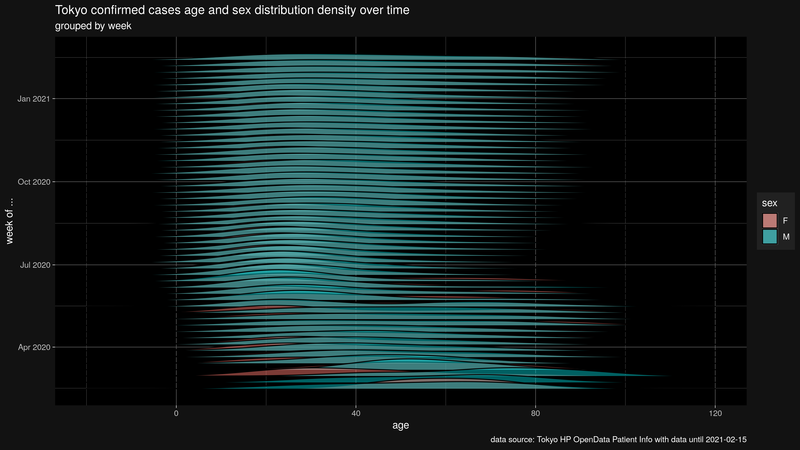 Tokyo confirmed cases age and sex distribution density over time
grouped by week
Jan 2021
Oct 2020
Jul 2020
Apr 2020
week of ...
0 40 80 120
age
sex
F
M
data source: Tokyo HP OpenData Patient Info with data until 2021-02-15